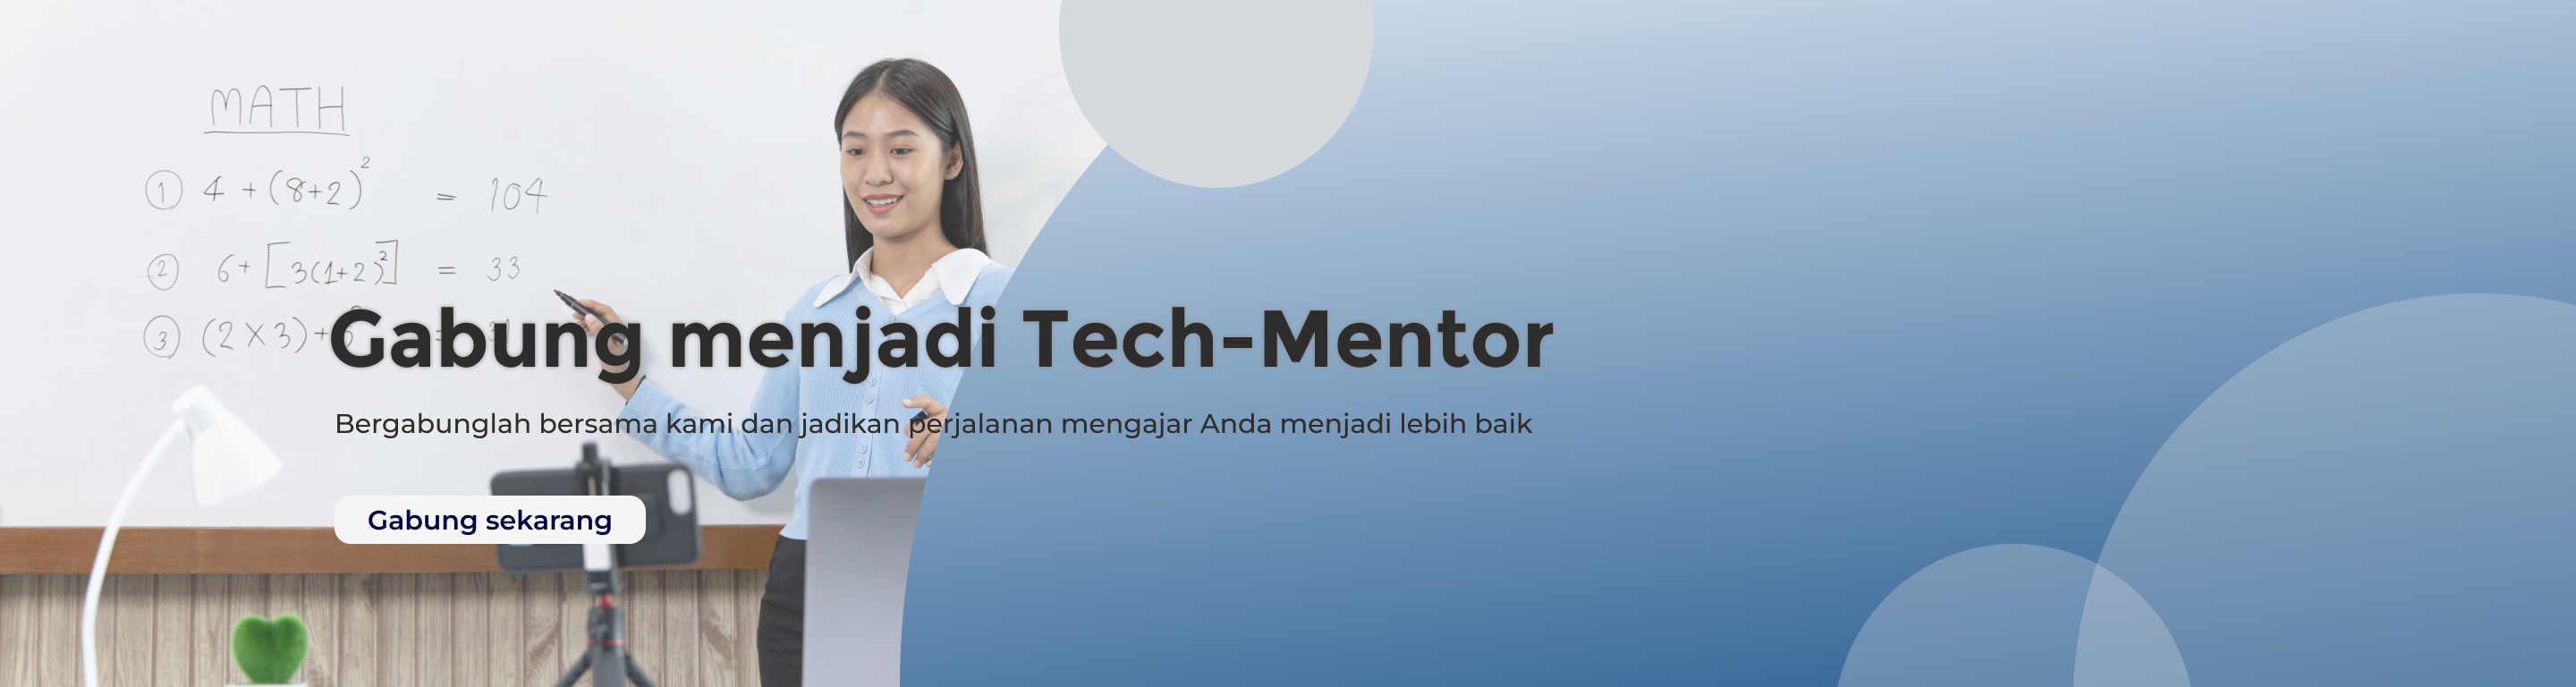 MATH
① 4 + (8+2)² = 104
② 6+ [3(1+2)²] = 33
③ (2 × 3)+
Gabung menjadi Tech-Mentor
Bergabunglah bersama kami dan jadikan perjalanan mengajar Anda menjadi lebih baik
Gabung sekarang